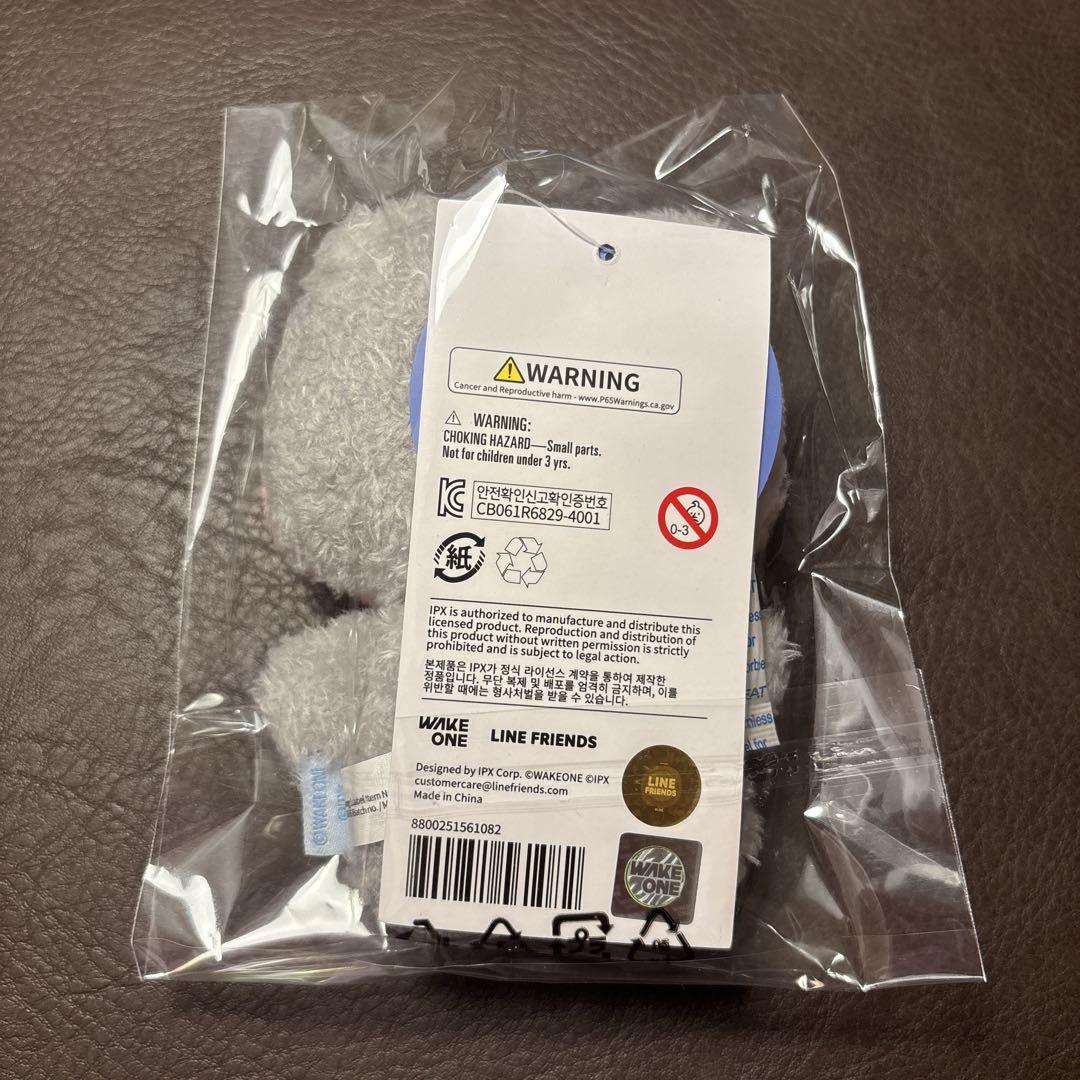 WARNING
Cancer and Reproductive harm - www.P65Warnings.ca.gov
WARNING:
CHOKING HAZARD—Small parts.
Not for children under 3 yrs.
안전확인신고확인증번호
CB061R6829-4001
0-3
紙
IPX is authorized to manufacture and distribute this
licensed product. Reproduction and distribution of
this product without written permission is strictly
prohibited and is subject to legal action.
본제품은 IPX가 정식 라이선스 계약을 통하여 제작한
정품입니다. 무단 복제 및 배포를 엄격히 금지하며, 이를
위반할 때에는 형사처벌을 받을 수 있습니다.
WAKE
ONE
LINE FRIENDS
Designed by IPX Corp. ©WAKEONE ©IPX
customercare@linefriends.com
Made in China
LINE
FRIENDS
8800251561082
WAKE
ONE
©WAKEONE
Label Item N
Batch no.
EAT